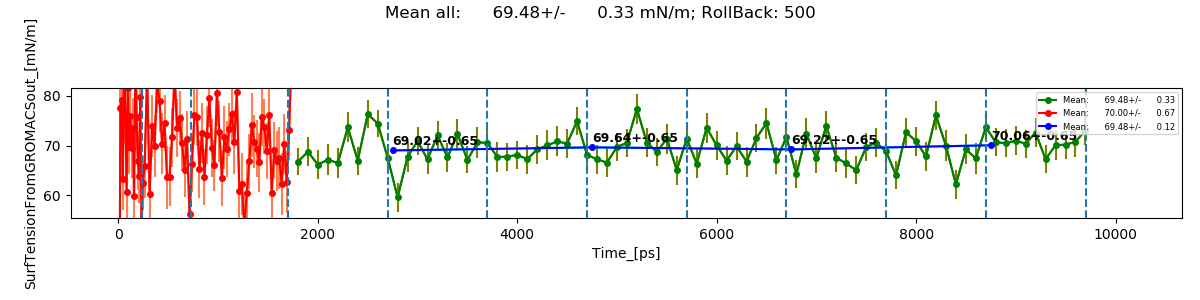 Mean all:      69.48+/-      0.33 mN/m; RollBack: 500
SurfTensionFromGROMACSout_[mN/m]
80
70
60
69.02+-0.65
69.64+-0.65
69.22+-0.65
70.06+-0.65
Mean:      69.48+/-      0.33
Mean:      70.00+/-      0.67
Mean:      69.48+/-      0.12
0 2000 4000 6000 8000 10000
Time_[ps]